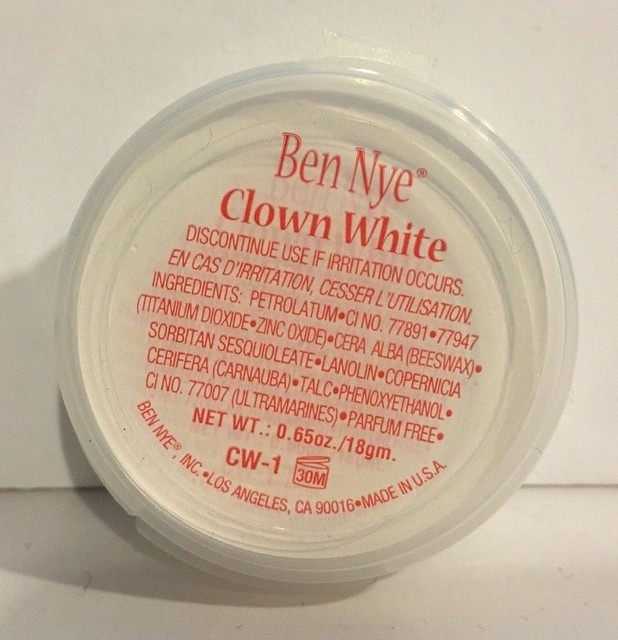 Ben Nye®
Clown White
DISCONTINUE USE IF IRRITATION OCCURS.
EN CAS D'IRRITATION, CESSER L'UTILISATION.
INGREDIENTS: PETROLATUM•CI NO. 77891•77947
(TITANIUM DIOXIDE•ZINC OXIDE)•CERA ALBA (BEESWAX)•
SORBITAN SESQUIOLEATE•LANOLIN•COPERNICIA
CERIFERA (CARNAUBA)•TALC•PHENOXYETHANOL•
CI NO. 77007 (ULTRAMARINES)•PARFUM FREE•
NET WT.: 0.65oz./18gm.
CW-1 30M
BEN NYE®, INC.•LOS ANGELES, CA 90016•MADE IN U.S.A.